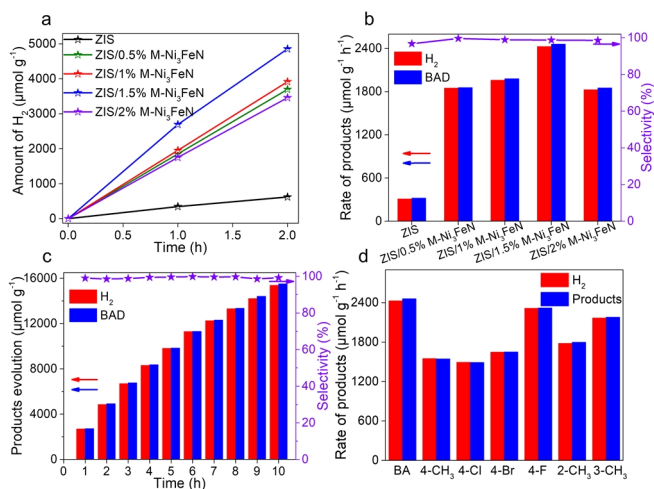 a
Amount of H₂ (μmol g⁻¹)
5000
4000
3000
2000
1000
0
ZIS
ZIS/0.5% M-Ni₃FeN
ZIS/1% M-Ni₃FeN
ZIS/1.5% M-Ni₃FeN
ZIS/2% M-Ni₃FeN
0.0 0.5 1.0 1.5 2.0
Time (h)
b
Rate of products (μmol g⁻¹ h⁻¹)
2400
1800
1200
600
0
H₂
BAD
100
80
60
40
20
0
Selectivity (%)
ZIS
ZIS/0.5% M-Ni₃FeN
ZIS/1% M-Ni₃FeN
ZIS/1.5% M-Ni₃FeN
ZIS/2% M-Ni₃FeN
c
Products evolution (μmol g⁻¹)
16000
12000
8000
4000
0
H₂
BAD
100
80
60
40
20
0
Selectivity (%)
0 1 2 3 4 5 6 7 8 9 10
Time (h)
d
Rate of products (μmol g⁻¹ h⁻¹)
2400
1800
1200
600
0
H₂
Products
BA 4-CH₃ 4-Cl 4-Br 4-F 2-CH₃ 3-CH₃